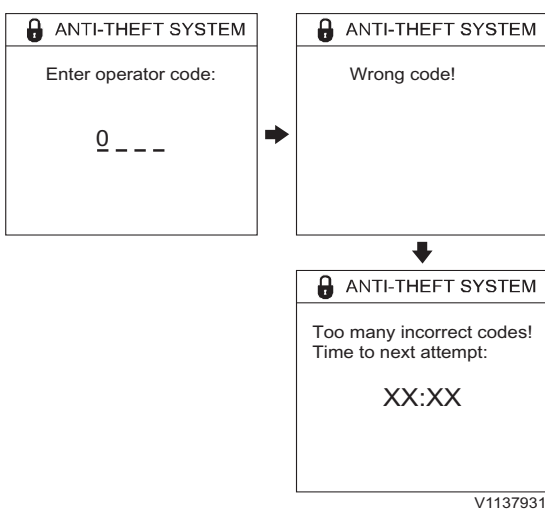 ANTI-THEFT SYSTEM
Enter operator code:
0 _ _ _
ANTI-THEFT SYSTEM
Wrong code!
ANTI-THEFT SYSTEM
Too many incorrect codes!
Time to next attempt:
XX:XX
V1137931